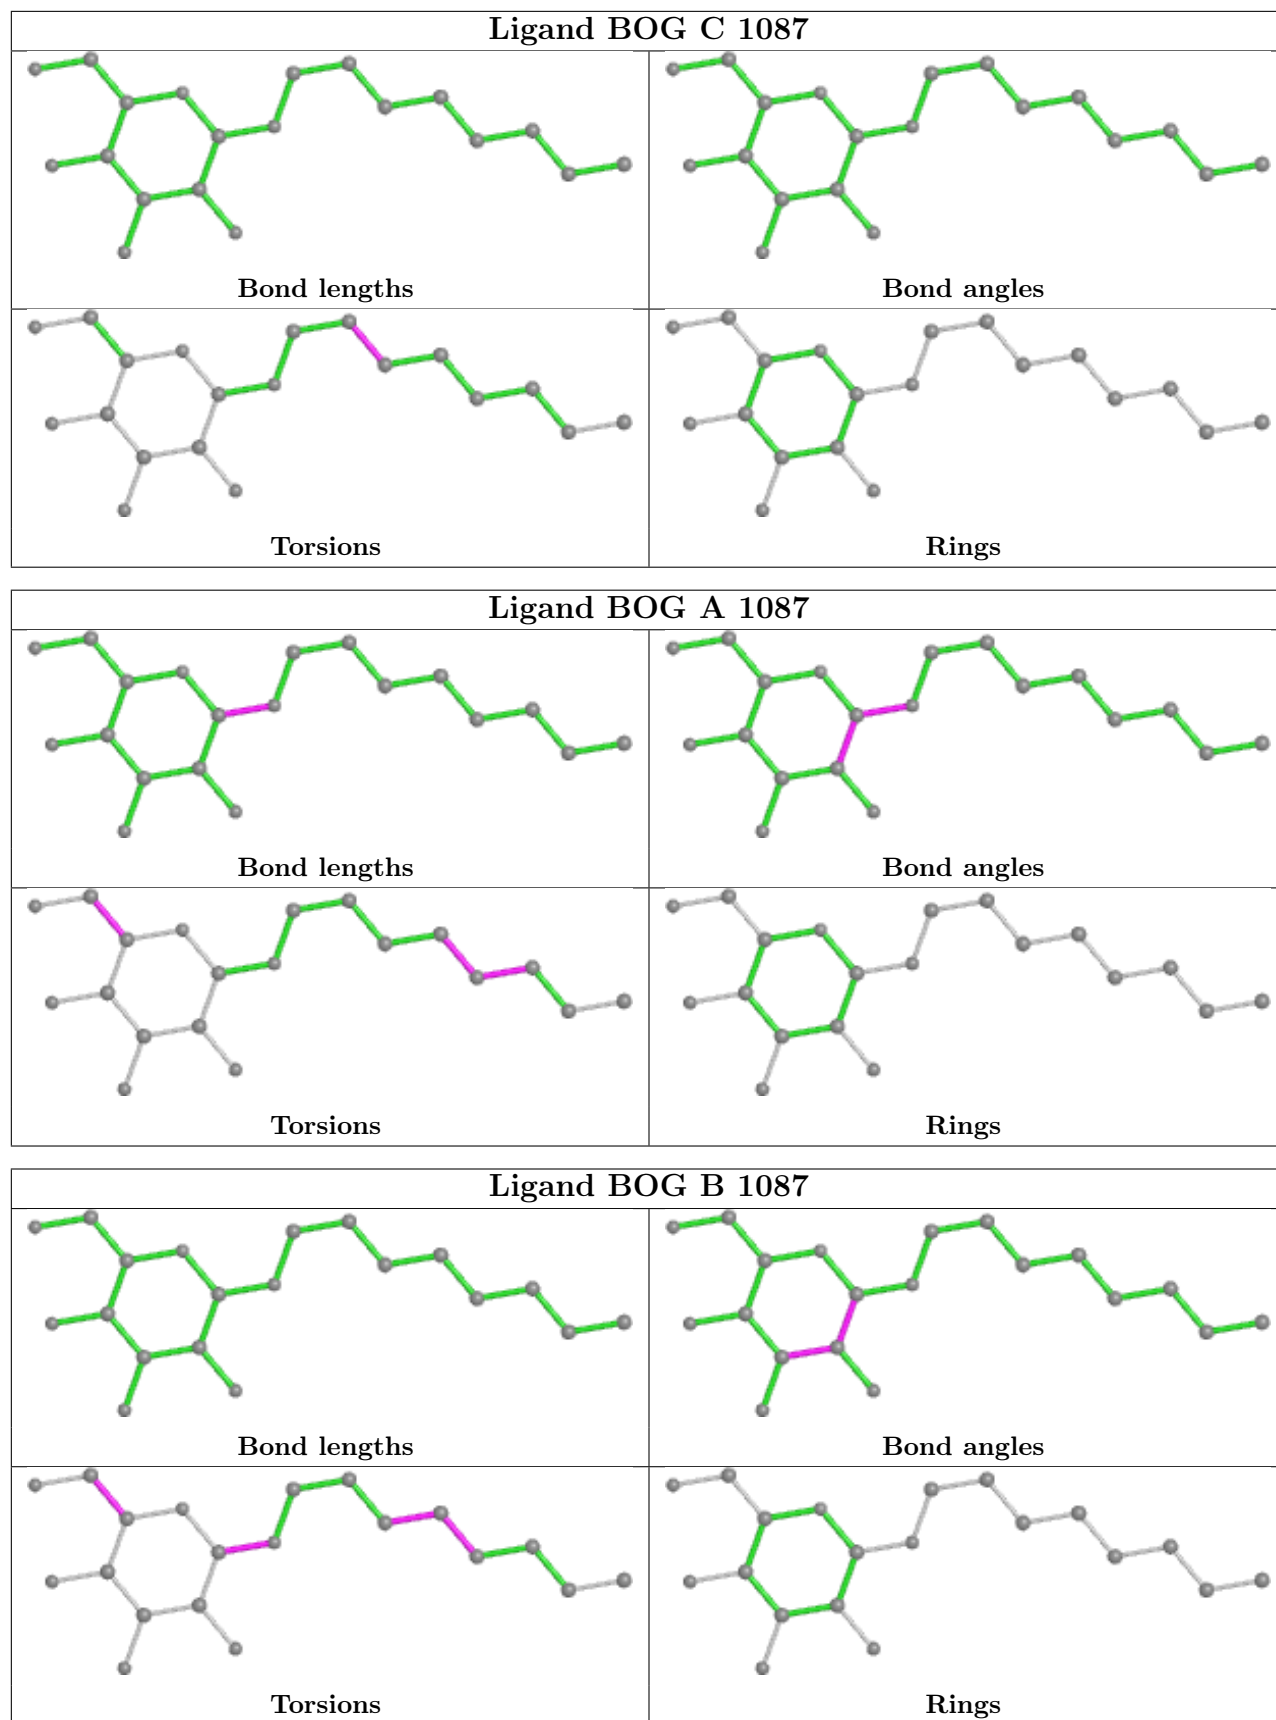 Ligand BOG C 1087
Bond lengths
Bond angles
Torsions
Rings
Ligand BOG A 1087
Bond lengths
Bond angles
Torsions
Rings
Ligand BOG B 1087
Bond lengths
Bond angles
Torsions
Rings